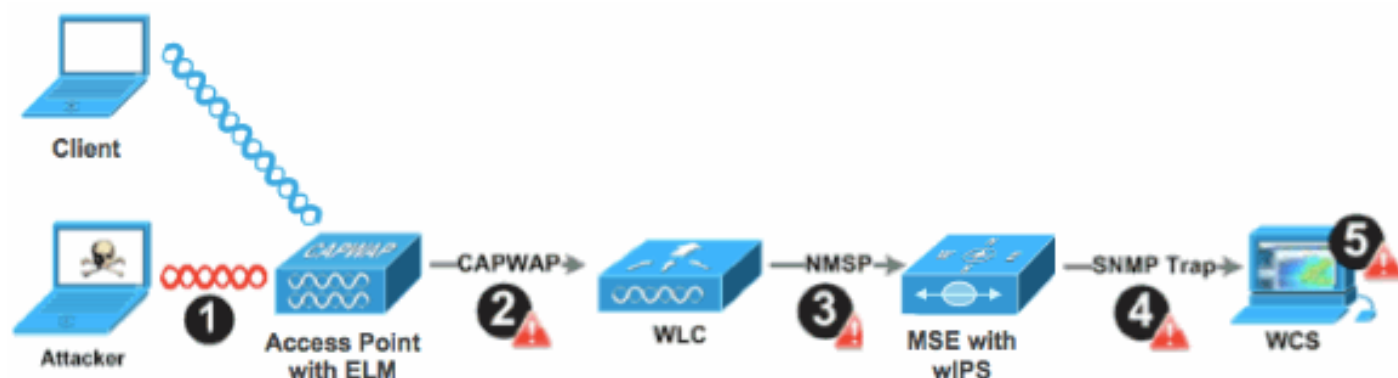 Client
Attacker
1
CAPWAP
Access Point
with ELM
CAPWAP
2
WLC
NMSP
3
MSE with
wIPS
SNMP Trap
4
5
WCS